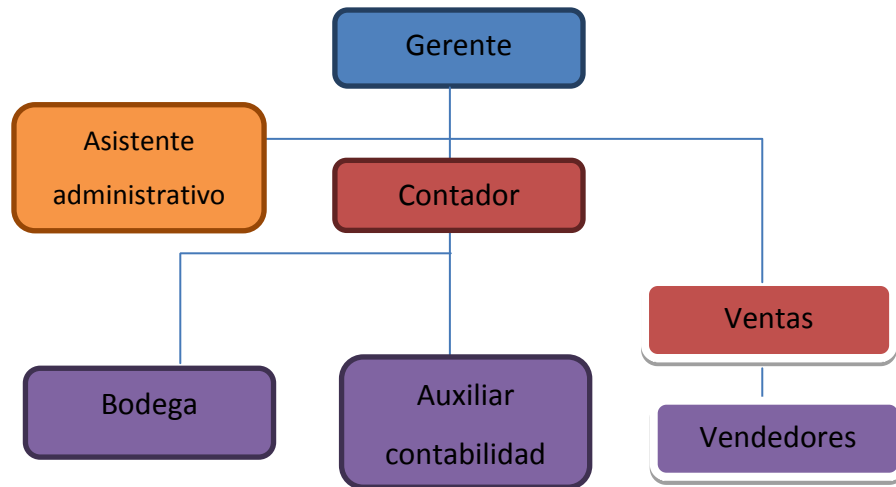 Gerente
Asistente
administrativo
Contador
Ventas
Bodega
Auxiliar
contabilidad
Vendedores